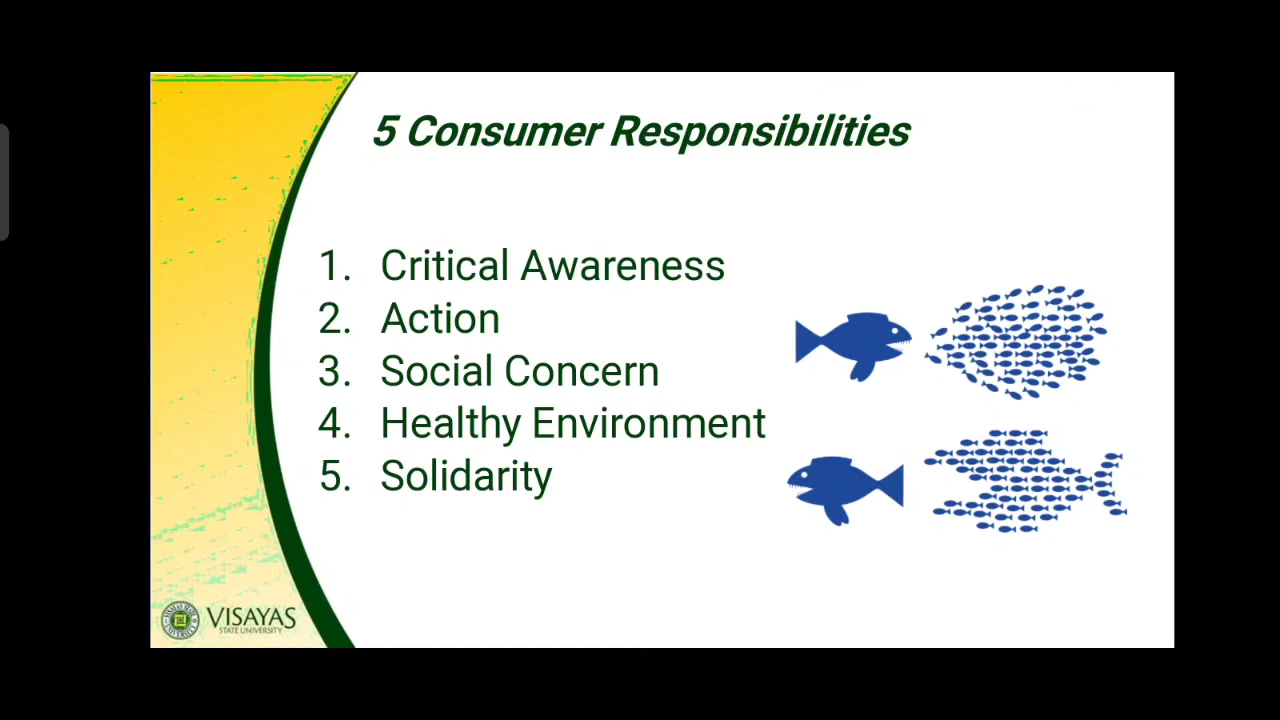 5 Consumer Responsibilities
1. Critical Awareness
2. Action
3. Social Concern
4. Healthy Environment
5. Solidarity
VISAYAS
STATE UNIVERSITY